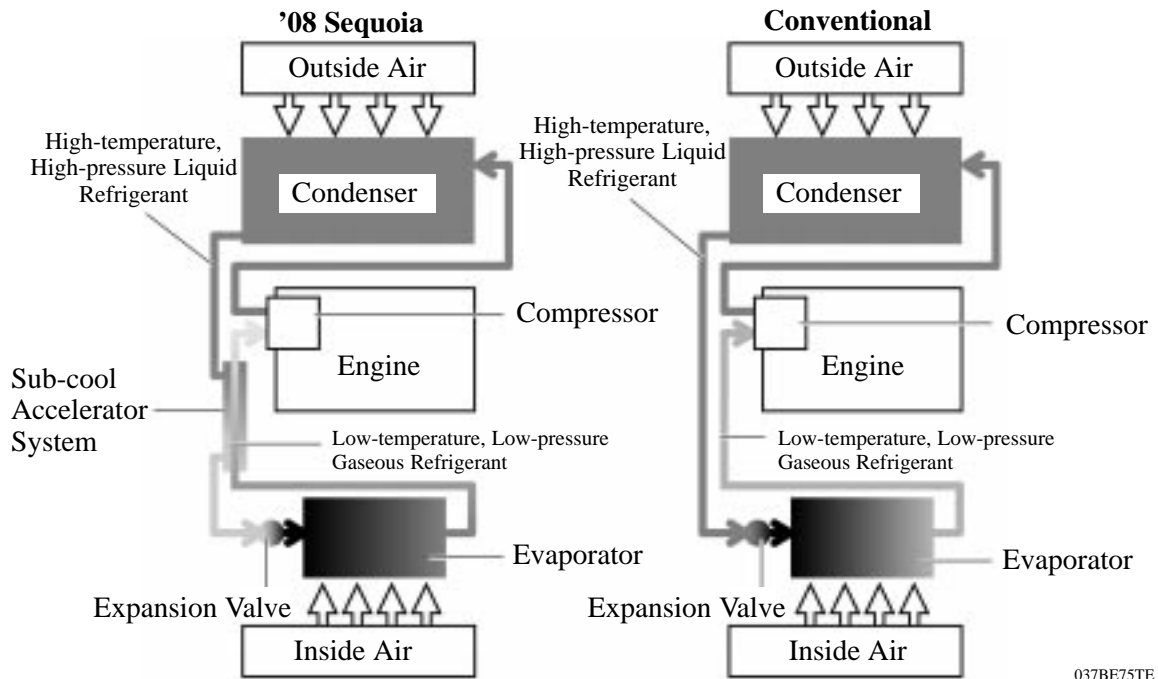 ’08 Sequoia
Outside Air
High-temperature,
High-pressure Liquid
Refrigerant
Condenser
Compressor
Engine
Sub-cool
Accelerator
System
Low-temperature, Low-pressure
Gaseous Refrigerant
Evaporator
Expansion Valve
Inside Air
Conventional
Outside Air
High-temperature,
High-pressure Liquid
Refrigerant
Condenser
Compressor
Engine
Low-temperature, Low-pressure
Gaseous Refrigerant
Evaporator
Expansion Valve
Inside Air
037BE75TE